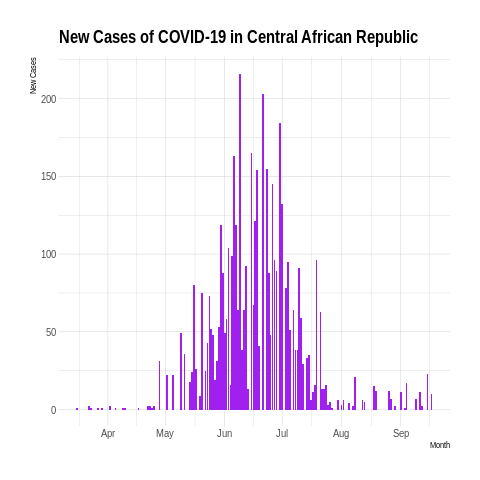 New Cases of COVID-19 in Central African Republic
New Cases
200
150
100
50
0
Apr May Jun Jul Aug Sep
Month